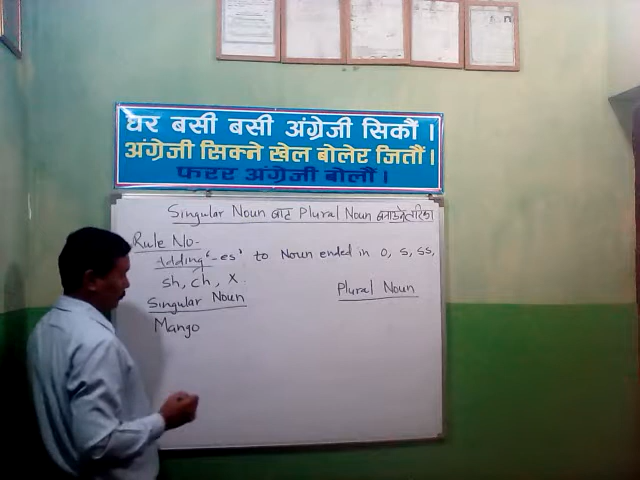 घर बसी बसी अंग्रेजी सिकौं ।
अंग्रेजी सिक्ने खेल बोलेर जितौं ।
फरर अंग्रेजी बोलौं ।
Singular Noun बाट Plural Noun बनाउने तरिका
Rule No-
Adding '-es' to Noun ended in o, s, ss,
sh, ch, x.
Singular Noun
Plural Noun
Mango